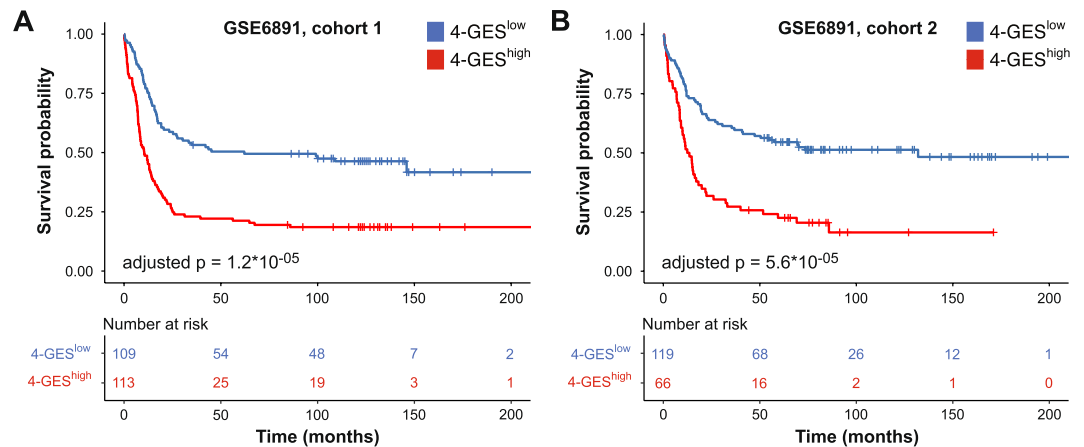 A
GSE6891, cohort 1
4-GES^low
4-GES^high
Survival probability
1.00
0.75
0.50
0.25
0.00
adjusted p = 1.2*10^-05
0 50 100 150 200
Number at risk
4-GES^low 109 54 48 7 2
4-GES^high 113 25 19 3 1
0 50 100 150 200
Time (months)
B
GSE6891, cohort 2
4-GES^low
4-GES^high
Survival probability
1.00
0.75
0.50
0.25
0.00
adjusted p = 5.6*10^-05
0 50 100 150 200
Number at risk
4-GES^low 119 68 26 12 1
4-GES^high 66 16 2 1 0
0 50 100 150 200
Time (months)